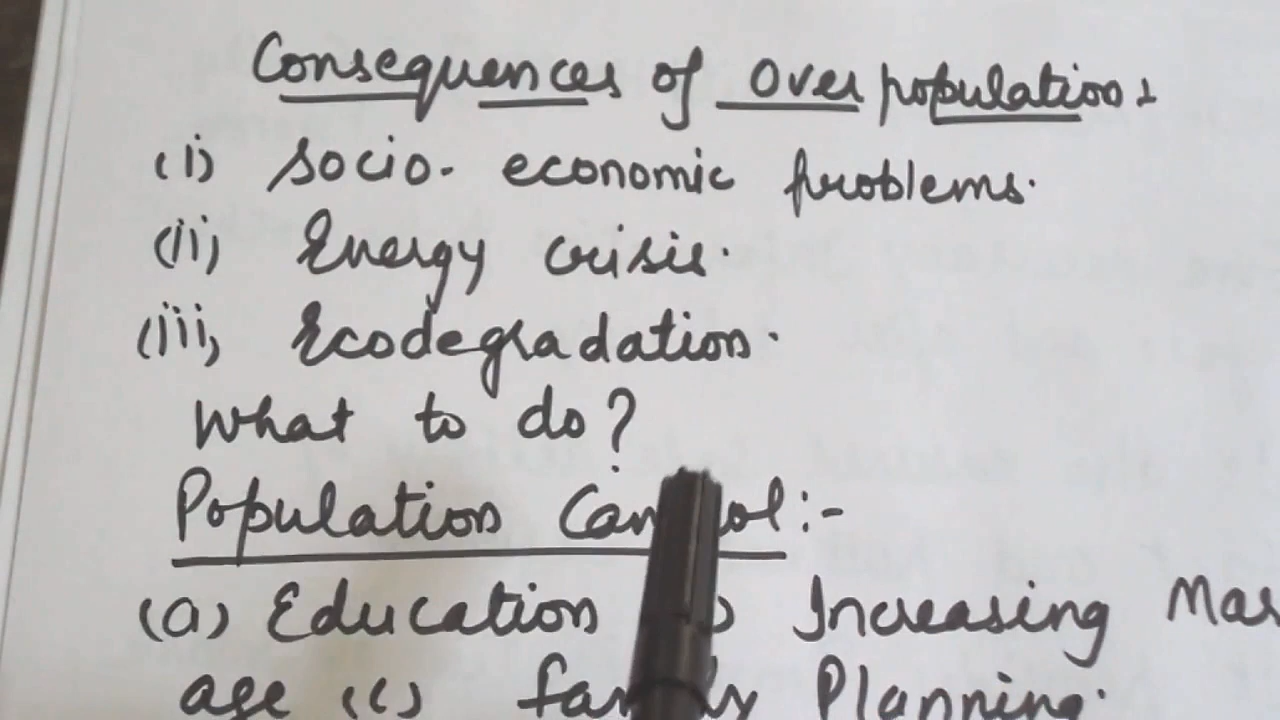 Consequences of Over population:
(i) Socio-economic problems.
(ii) Energy crisis.
(iii) Ecodegradation.
What to do?
Population :-
(a) Education Increasing
age (c) Planning.